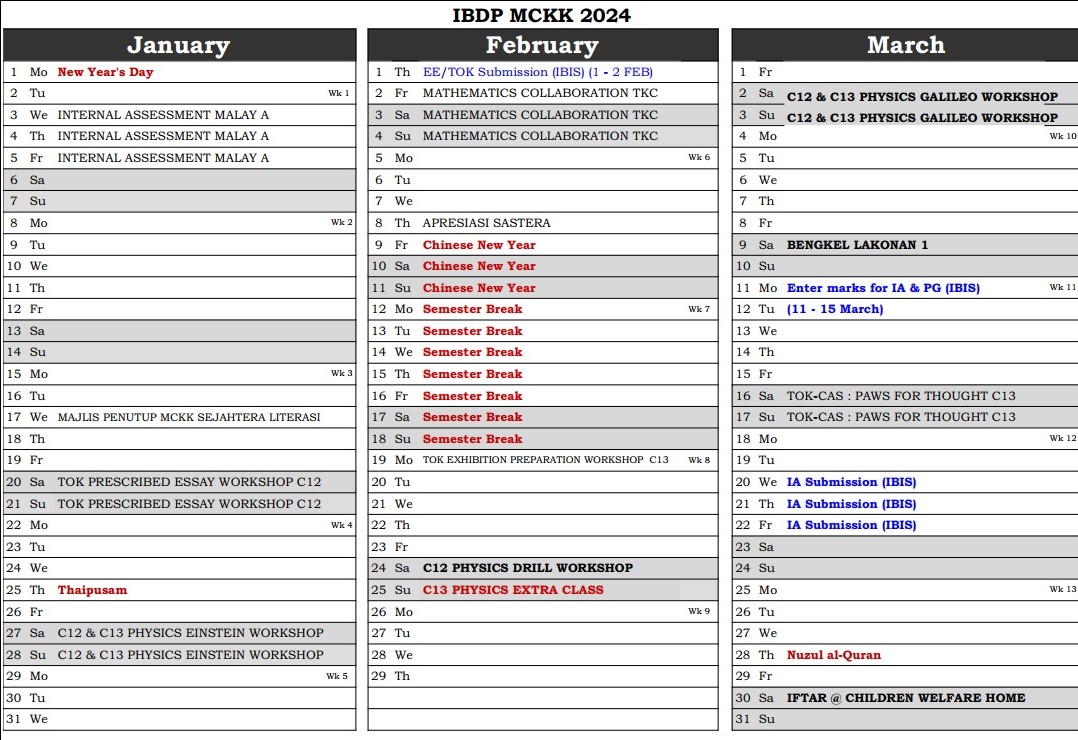 IBDP MCKK 2024
January
1 Mo New Year's Day
2 Tu Wk 1
3 We INTERNAL ASSESSMENT MALAY A
4 Th INTERNAL ASSESSMENT MALAY A
5 Fr INTERNAL ASSESSMENT MALAY A
6 Sa
7 Su
8 Mo Wk 2
9 Tu
10 We
11 Th
12 Fr
13 Sa
14 Su
15 Mo Wk 3
16 Tu
17 We MAJLIS PENUTUP MCKK SEJAHTERA LITERASI
18 Th
19 Fr
20 Sa TOK PRESCRIBED ESSAY WORKSHOP C12
21 Su TOK PRESCRIBED ESSAY WORKSHOP C12
22 Mo Wk 4
23 Tu
24 We
25 Th Thaipusam
26 Fr
27 Sa C12 & C13 PHYSICS EINSTEIN WORKSHOP
28 Su C12 & C13 PHYSICS EINSTEIN WORKSHOP
29 Mo Wk 5
30 Tu
31 We
February
1 Th EE/TOK Submission (IBIS) (1 - 2 FEB)
2 Fr MATHEMATICS COLLABORATION TKC
3 Sa MATHEMATICS COLLABORATION TKC
4 Su MATHEMATICS COLLABORATION TKC
5 Mo Wk 6
6 Tu
7 We
8 Th APRESIASI SASTERA
9 Fr Chinese New Year
10 Sa Chinese New Year
11 Su Chinese New Year
12 Mo Semester Break Wk 7
13 Tu Semester Break
14 We Semester Break
15 Th Semester Break
16 Fr Semester Break
17 Sa Semester Break
18 Su Semester Break
19 Mo TOK EXHIBITION PREPARATION WORKSHOP C13 Wk 8
20 Tu
21 We
22 Th
23 Fr
24 Sa C12 PHYSICS DRILL WORKSHOP
25 Su C13 PHYSICS EXTRA CLASS
26 Mo Wk 9
27 Tu
28 We
29 Th
March
1 Fr
2 Sa C12 & C13 PHYSICS GALILEO WORKSHOP
3 Su C12 & C13 PHYSICS GALILEO WORKSHOP
4 Mo Wk 10
5 Tu
6 We
7 Th
8 Fr
9 Sa BENGKEL LAKONAN 1
10 Su
11 Mo Enter marks for IA & PG (IBIS) Wk 11
12 Tu (11 - 15 March)
13 We
14 Th
15 Fr
16 Sa TOK-CAS : PAWS FOR THOUGHT C13
17 Su TOK-CAS : PAWS FOR THOUGHT C13
18 Mo Wk 12
19 Tu
20 We IA Submission (IBIS)
21 Th IA Submission (IBIS)
22 Fr IA Submission (IBIS)
23 Sa
24 Su
25 Mo Wk 13
26 Tu
27 We
28 Th Nuzul al-Quran
29 Fr
30 Sa IFTAR @ CHILDREN WELFARE HOME
31 Su